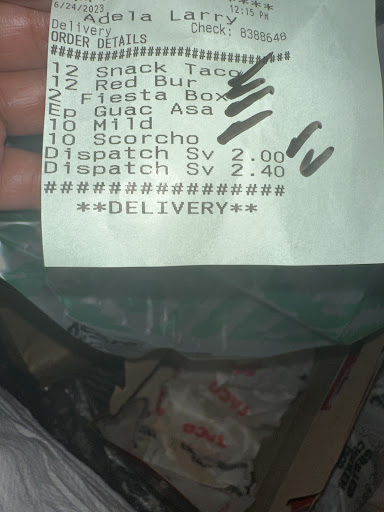 6/24/2023 12:15 PM
Adela Larry
Delivery Check: 8388648
ORDER DETAILS
##############################
12 Snack Taco
12 Red Bur
2 Fiesta Box
Ep Guac Asa
10 Mild
10 Scorcho
Dispatch Sv 2.00
Dispatch Sv 2.40
################
**DELIVERY**
TACO
TACO